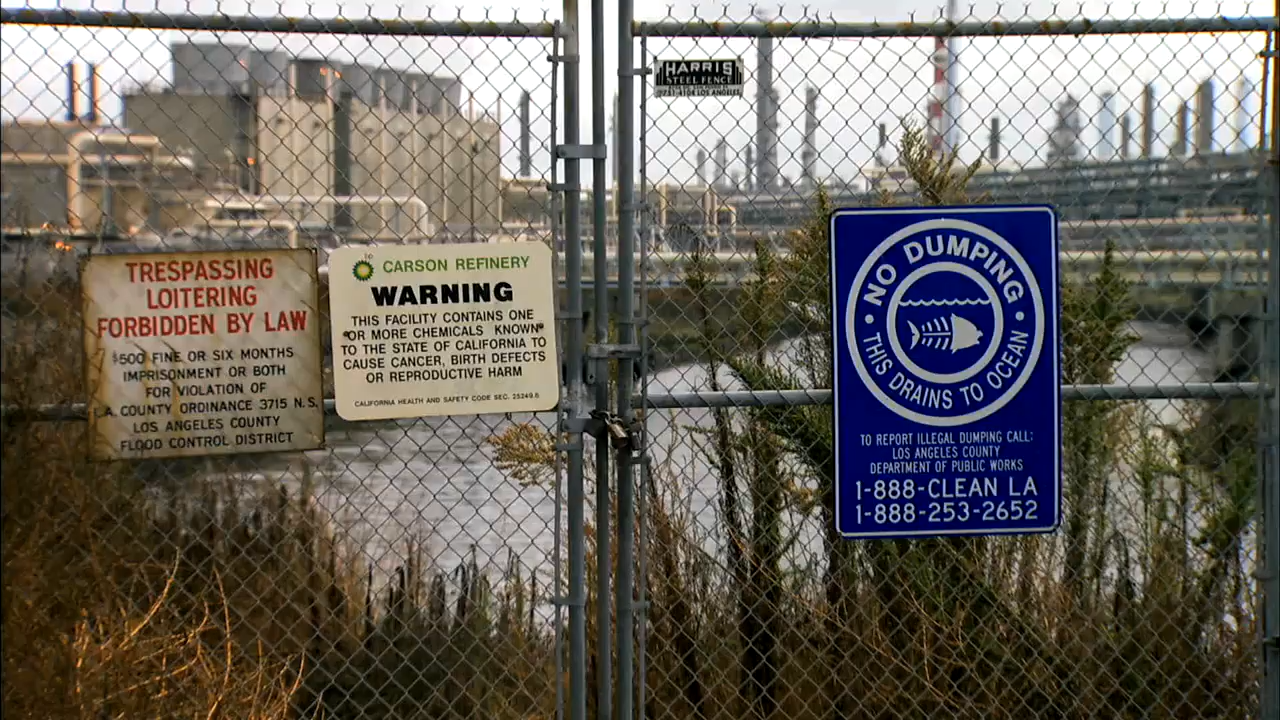 HARRIS
STEEL FENCE
TRESPASSING
LOITERING
FORBIDDEN BY LAW
$500 FINE OR SIX MONTHS
IMPRISONMENT OR BOTH
FOR VIOLATION OF
L.A. COUNTY ORDINANCE 3715 N.S.
LOS ANGELES COUNTY
FLOOD CONTROL DISTRICT
bp
CARSON REFINERY
WARNING
THIS FACILITY CONTAINS ONE
OR MORE CHEMICALS KNOWN
TO THE STATE OF CALIFORNIA TO
CAUSE CANCER, BIRTH DEFECTS
OR REPRODUCTIVE HARM
CALIFORNIA HEALTH AND SAFETY CODE SEC. 25249.6
NO DUMPING
THIS DRAINS TO OCEAN
TO REPORT ILLEGAL DUMPING CALL:
LOS ANGELES COUNTY
DEPARTMENT OF PUBLIC WORKS
1-888-CLEAN LA
1-888-253-2652